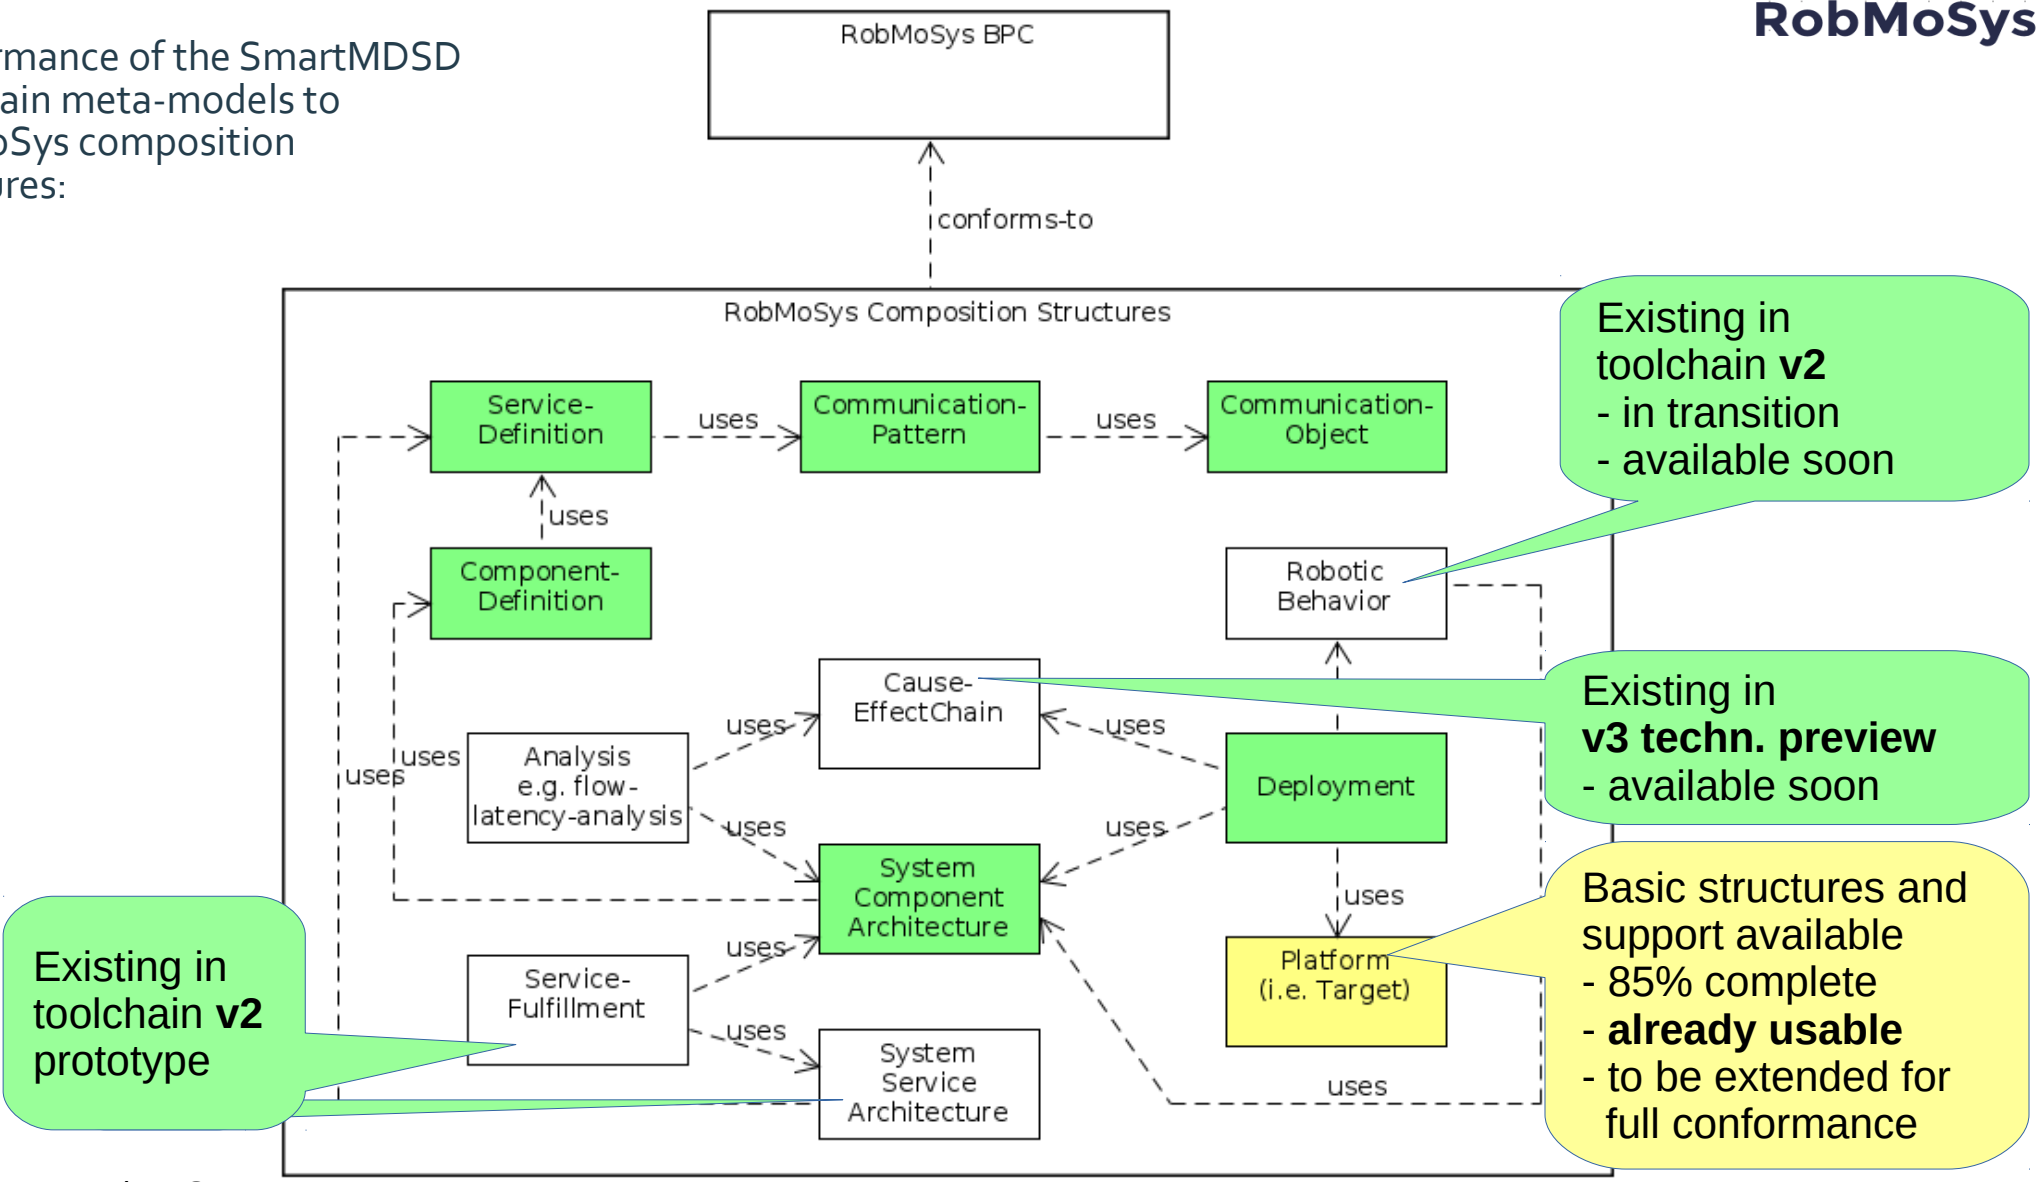 RobMoSys
rmance of the SmartMDSD
ain meta-models to
oSys composition
ures:
RobMoSys BPC
conforms-to
RobMoSys Composition Structures
Service-
Definition
uses
Communication-
Pattern
uses
Communication-
Object
uses
Component-
Definition
Robotic
Behavior
Existing in
toolchain v2
- in transition
- available soon
Cause-
EffectChain
uses
uses
uses
uses
Analysis
e.g. flow-
latency-analysis
Deployment
Existing in
v3 techn. preview
- available soon
uses
uses
System
Component
Architecture
uses
uses
Service-
Fulfillment
Platform
(i.e. Target)
Basic structures and
support available
- 85% complete
- already usable
- to be extended for
full conformance
Existing in
toolchain v2
prototype
uses
System
Service
Architecture
uses